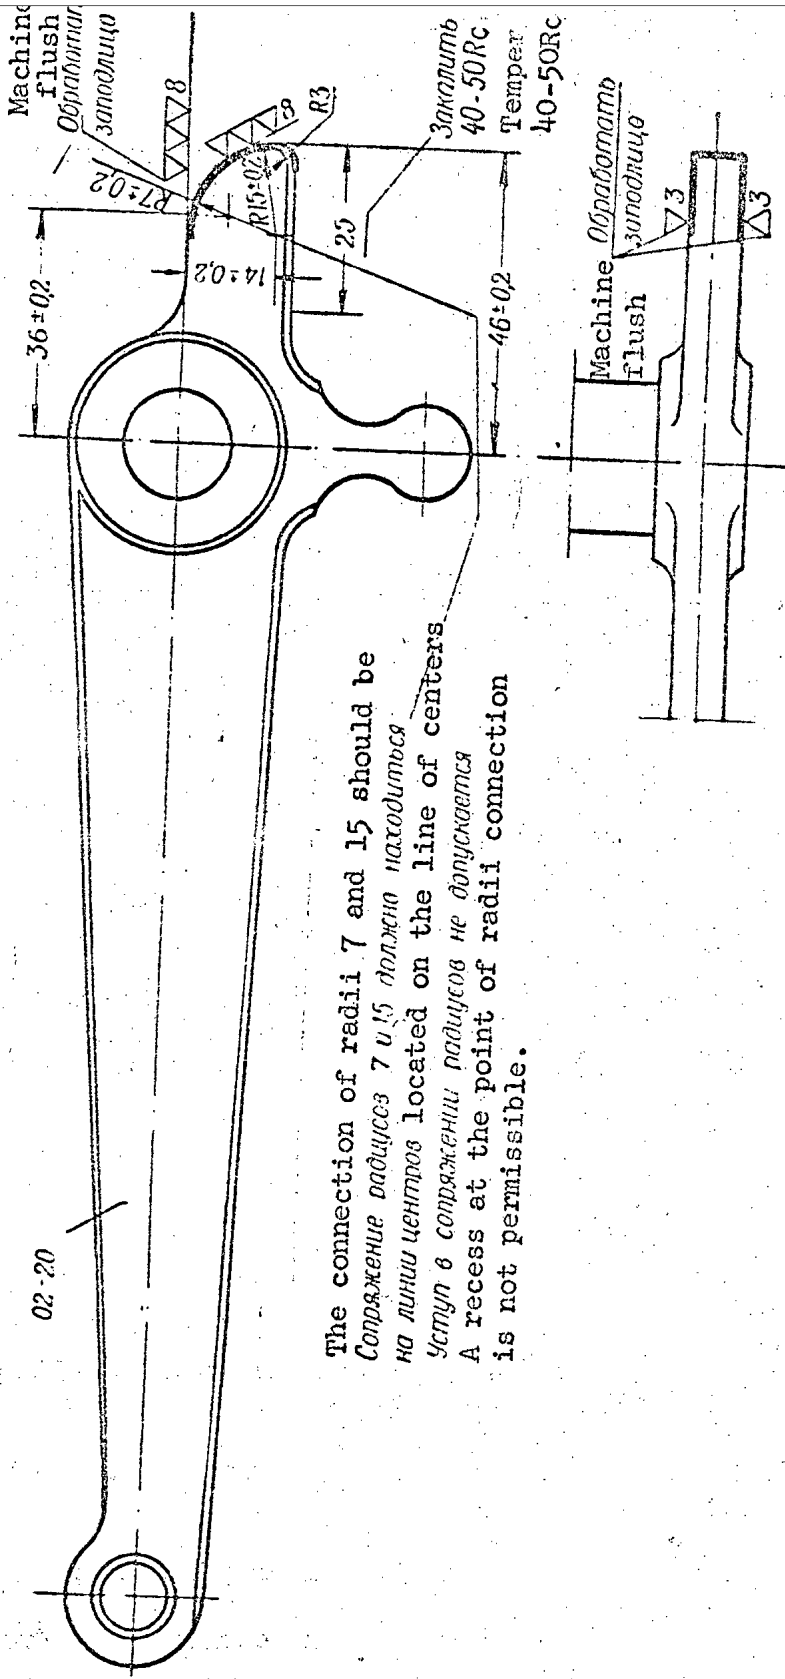 Machine
flush
Обработать
заподлицо
8
8
R3
R7±0,2
R15±0,2
Закалить
40-50Rc
Temper
40-50Rc
36±0,2
14±0,2
25
46±0,2
Machine Обработать
flush заподлицо
3
3
02-20
The connection of radii 7 and 15 should be
Сопряжение радиусов 7 и 15 должно находиться
на линии центров located on the line of centers
Уступ в сопряжении радиусов не допускается
A recess at the point of radii connection
is not permissible.